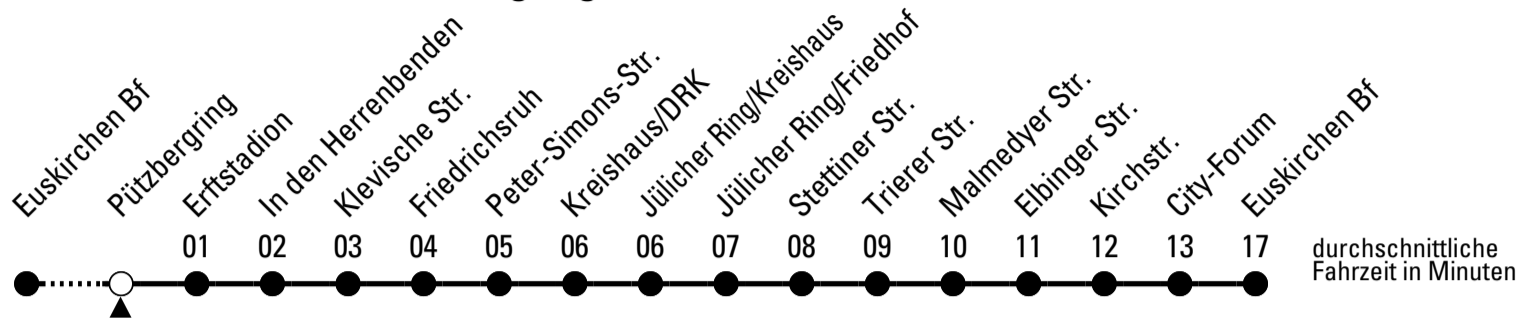 Euskirchen Bf
Pützbergring
Erftstadion
In den Herrenbenden
Klevische Str.
Friedrichsruh
Peter-Simons-Str.
Kreishaus/DRK
Jülicher Ring/Kreishaus
Jülicher Ring/Friedhof
Stettiner Str.
Trierer Str.
Malmedyer Str.
Elbinger Str.
Kirchstr.
City-Forum
Euskirchen Bf
01 02 03 04 05 06 06 07 08 09 10 11 12 13 17
durchschnittliche
Fahrzeit in Minuten